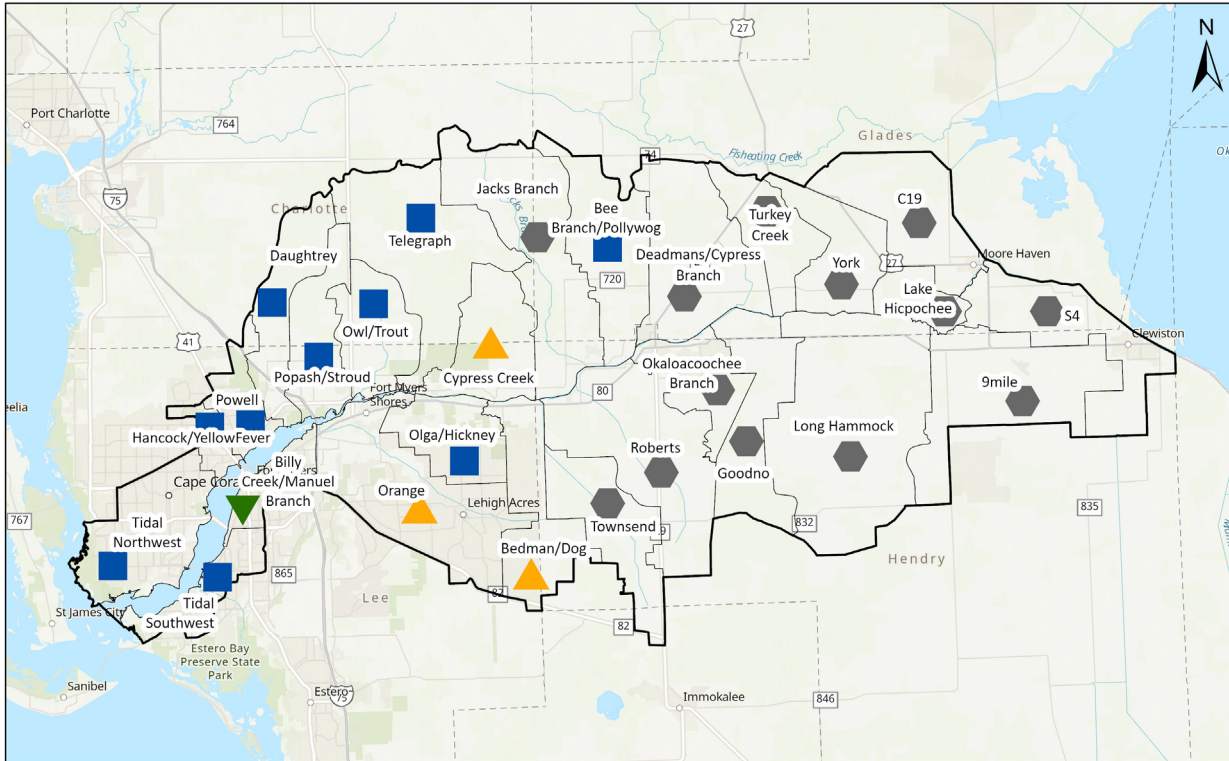 27
N
Port Charlotte
764
Glades
Fisheating Creek
74
75
Jacks Branch
C19
Charlotte
Bee
Branch/Pollywog
Turkey
Creek
Telegraph
Daughtrey
Deadmans/Cypress
Branch
Moore Haven
York
27
720
Lake
Hicpochee
Owl/Trout
S4
41
Clewiston
Okaloacoochee
Branch
Popash/Stroud
Cypress Creek
9mile
Fort Myers
Shores
80
Powell
Long Hammock
Hancock/YellowFever
Olga/Hickney
Roberts
Goodno
Billy
Creek/Manuel
Branch
Cape Cora
Orange
Lehigh Acres
Townsend
767
832
835
Tidal
Northwest
Bedman/Dog
Hendry
865
Lee
82
Tidal
Southwest
St James City
82
Estero Bay
Preserve State
Park
Sanibel
Estero
75
Immokalee
846